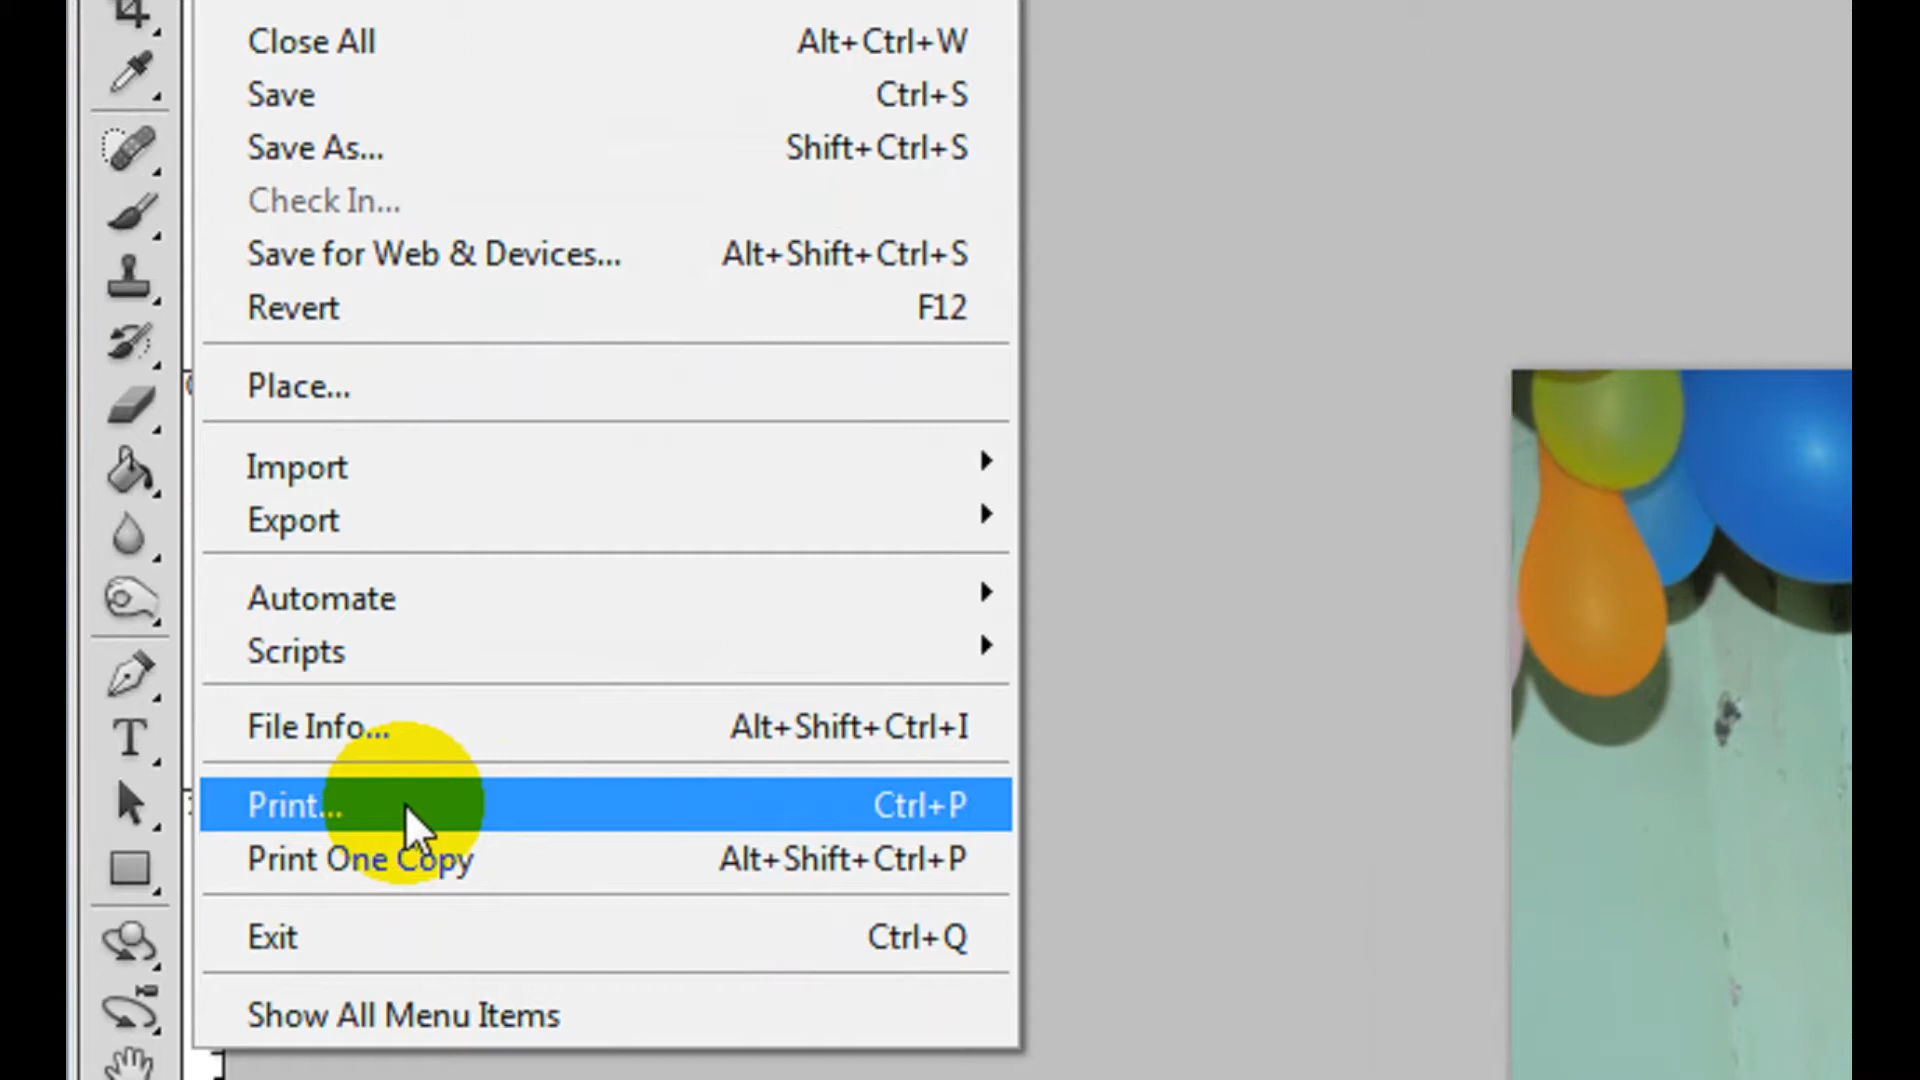 Close All Alt+Ctrl+W
Save Ctrl+S
Save As... Shift+Ctrl+S
Check In...
Save for Web & Devices... Alt+Shift+Ctrl+S
Revert F12
Place...
Import
Export
Automate
Scripts
File Info... Alt+Shift+Ctrl+I
Print... Ctrl+P
Print One Copy Alt+Shift+Ctrl+P
Exit Ctrl+Q
Show All Menu Items
T